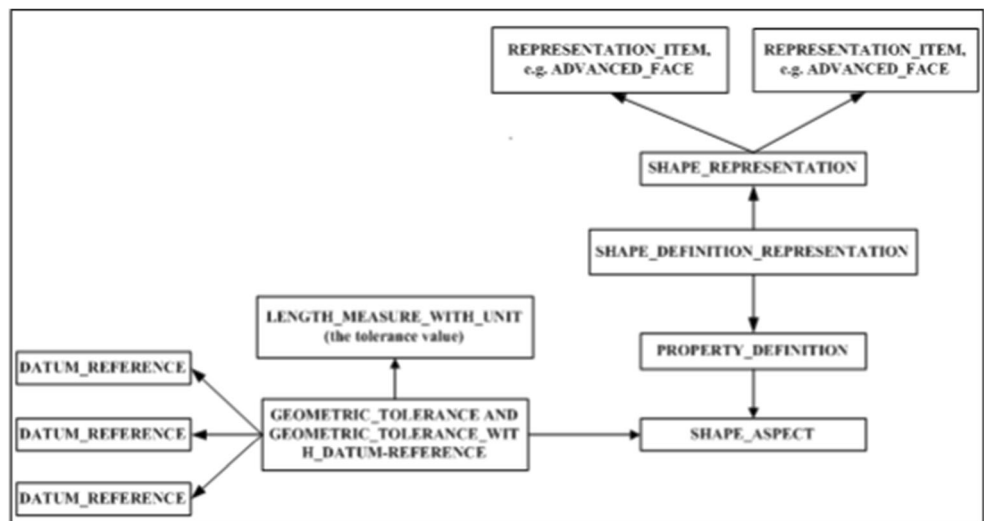 REPRESENTATION_ITEM,
e.g. ADVANCED_FACE
REPRESENTATION_ITEM,
e.g. ADVANCED_FACE
SHAPE_REPRESENTATION
SHAPE_DEFINITION_REPRESENTATION
LENGTH_MEASURE_WITH_UNIT
(the tolerance value)
PROPERTY_DEFINITION
DATUM_REFERENCE
DATUM_REFERENCE
DATUM_REFERENCE
GEOMETRIC_TOLERANCE AND
GEOMETRIC_TOLERANCE_WIT
H_DATUM-REFERENCE
SHAPE_ASPECT